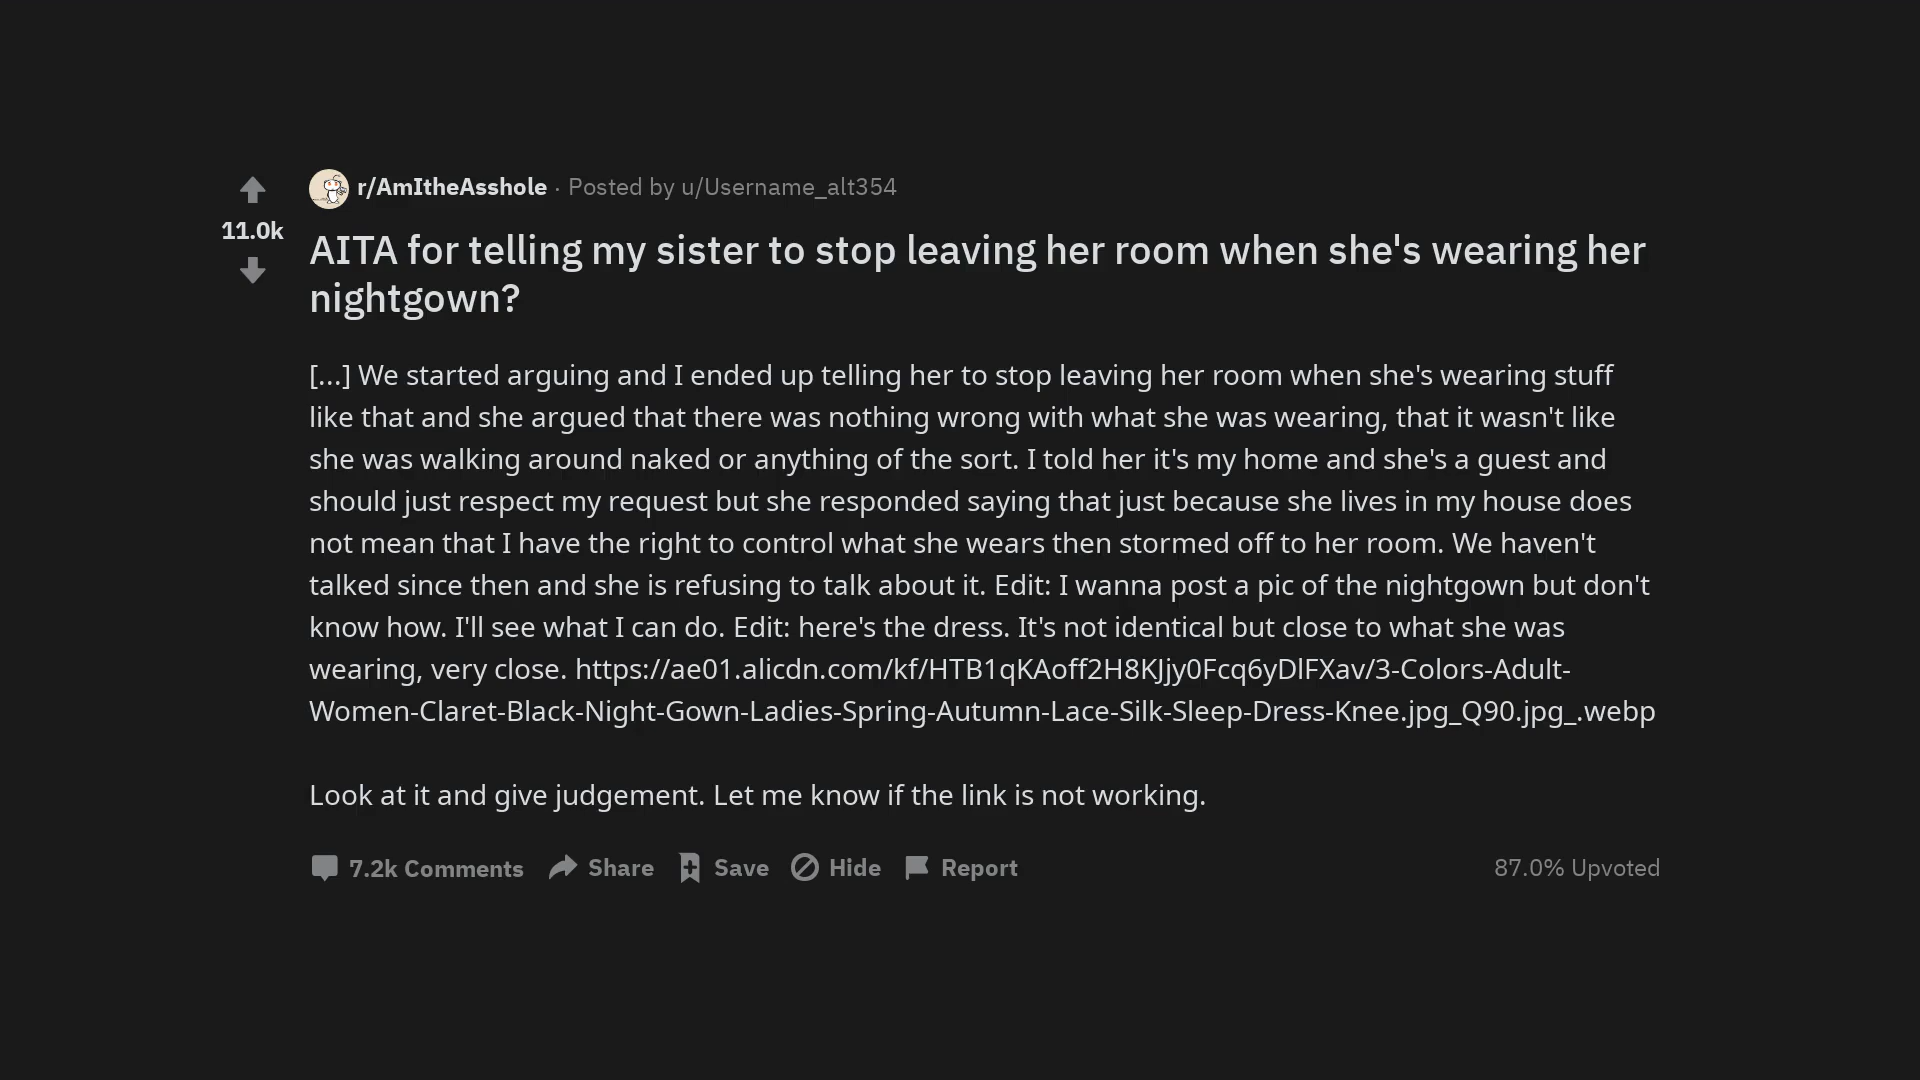 r/AmItheAsshole · Posted by u/Username_alt354
11.0k
AITA for telling my sister to stop leaving her room when she's wearing her
nightgown?
[...] We started arguing and I ended up telling her to stop leaving her room when she's wearing stuff
like that and she argued that there was nothing wrong with what she was wearing, that it wasn't like
she was walking around naked or anything of the sort. I told her it's my home and she's a guest and
should just respect my request but she responded saying that just because she lives in my house does
not mean that I have the right to control what she wears then stormed off to her room. We haven't
talked since then and she is refusing to talk about it. Edit: I wanna post a pic of the nightgown but don't
know how. I'll see what I can do. Edit: here's the dress. It's not identical but close to what she was
wearing, very close. https://ae01.alicdn.com/kf/HTB1qKAoff2H8KJjy0Fcq6yDlFXav/3-Colors-Adult-
Women-Claret-Black-Night-Gown-Ladies-Spring-Autumn-Lace-Silk-Sleep-Dress-Knee.jpg_Q90.jpg_.webp
Look at it and give judgement. Let me know if the link is not working.
7.2k Comments Share Save Hide Report 87.0% Upvoted